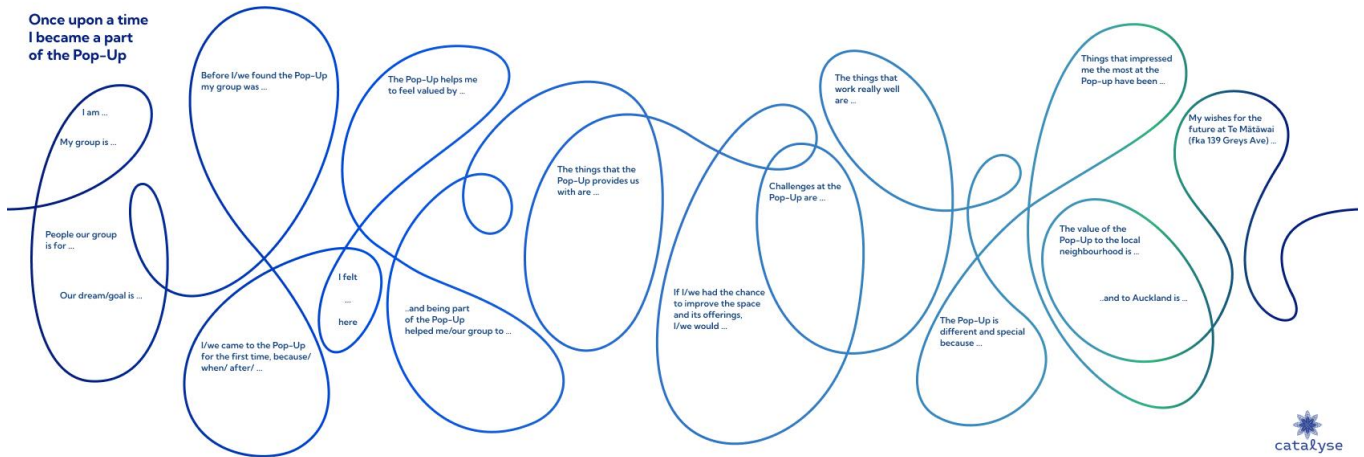 Once upon a time
I became a part
of the Pop-Up
I am ...
My group is ...
People our group
is for ...
Our dream/goal is ...
Before I/we found the Pop-Up
my group was ...
I/we came to the Pop-Up
for the first time, because/
when/ after/ ...
I felt
...
here
The Pop-Up helps me
to feel valued by ...
..and being part
of the Pop-Up
helped me/our group to ...
The things that the
Pop-Up provides us
with are ...
If I/we had the chance
to improve the space
and its offerings,
I/we would ...
Challenges at the
Pop-Up are ...
The things that
work really well
are ...
The Pop-Up is
different and special
because ...
Things that impressed
me the most at the
Pop-up have been ...
The value of the
Pop-Up to the local
neighbourhood is ...
..and to Auckland is ..
My wishes for the
future at Te Mātāwai
(fka 139 Greys Ave) ...
catalyse